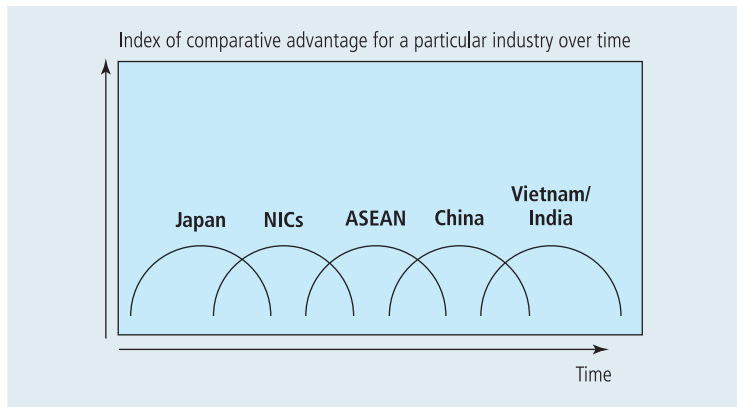 Index of comparative advantage for a particular industry over time
Japan
NICs
ASEAN
China
Vietnam/
India
Time